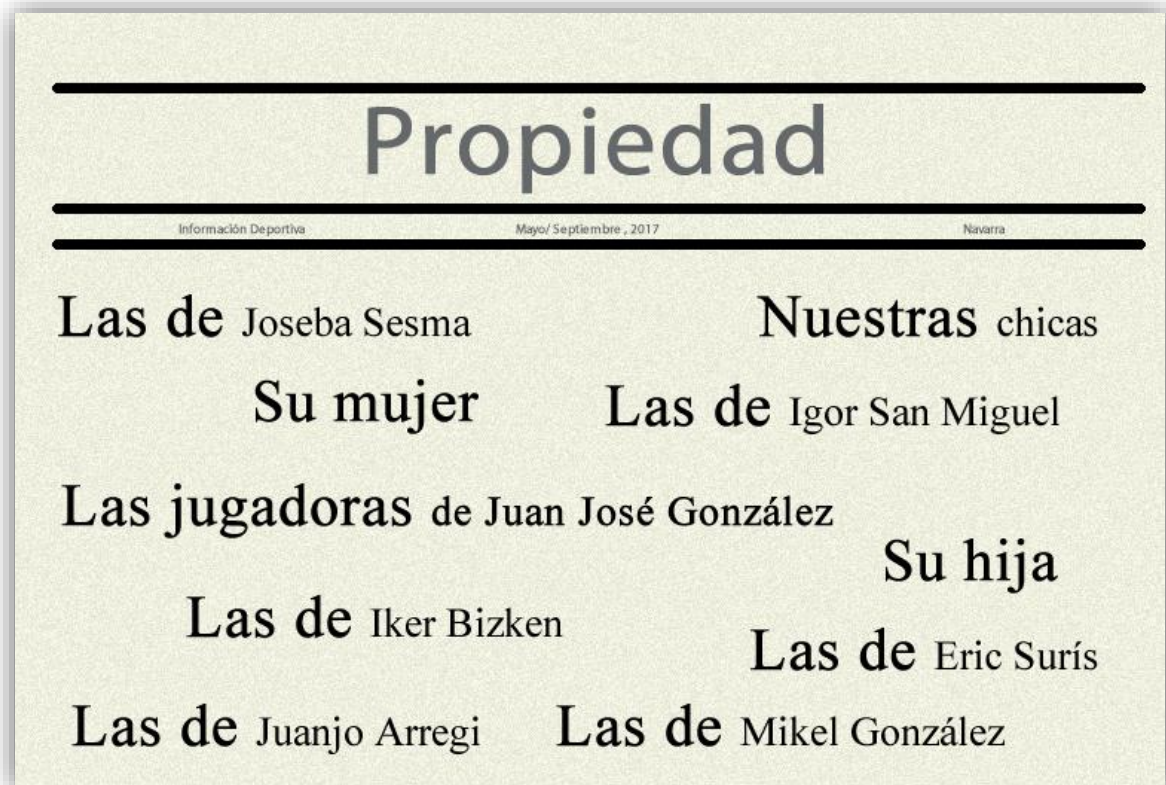 Propiedad
Información Deportiva Mayo/ Septiembre , 2017 Navarra
Las de Joseba Sesma Nuestras chicas
Su mujer Las de Igor San Miguel
Las jugadoras de Juan José González
Su hija
Las de Iker Bizken
Las de Eric Surís
Las de Juanjo Arregi Las de Mikel González